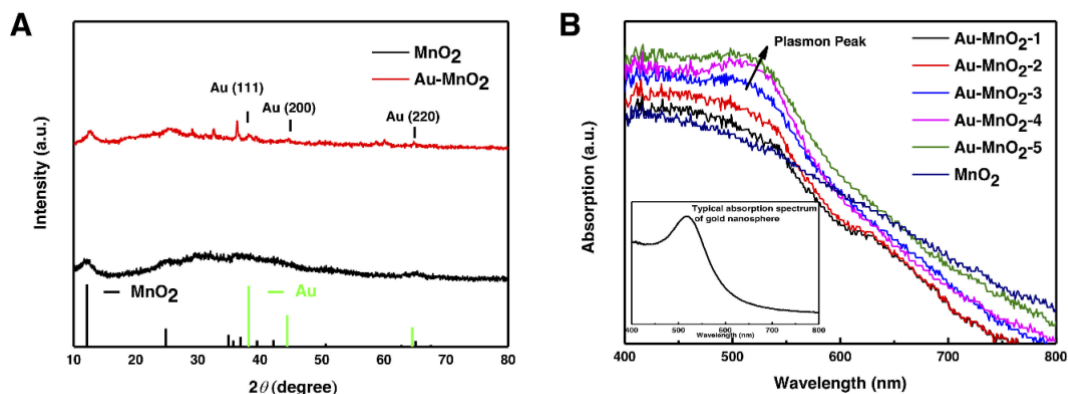 A
MnO2
Au-MnO2
Au (111)
Au (200)
Au (220)
Intensity (a.u.)
MnO2
Au
10 20 30 40 50 60 70 80
2θ (degree)
B
Plasmon Peak
Au-MnO2-1
Au-MnO2-2
Au-MnO2-3
Au-MnO2-4
Au-MnO2-5
MnO2
Absorption (a.u.)
Typical absorption spectrum
of gold nanosphere
400 500 600 700 800
Wavelength (nm)
400 500 600 700 800
Wavelength (nm)